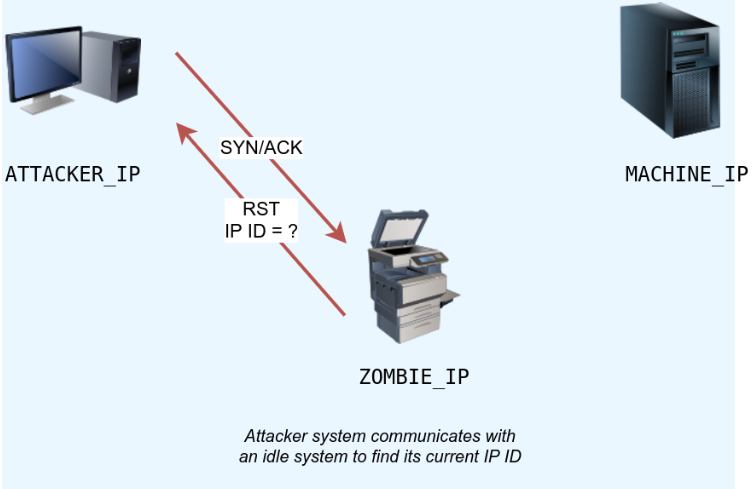 SYN/ACK
ATTACKER_IP
MACHINE_IP
RST
IP ID = ?
ZOMBIE_IP
Attacker system communicates with
an idle system to find its current IP ID